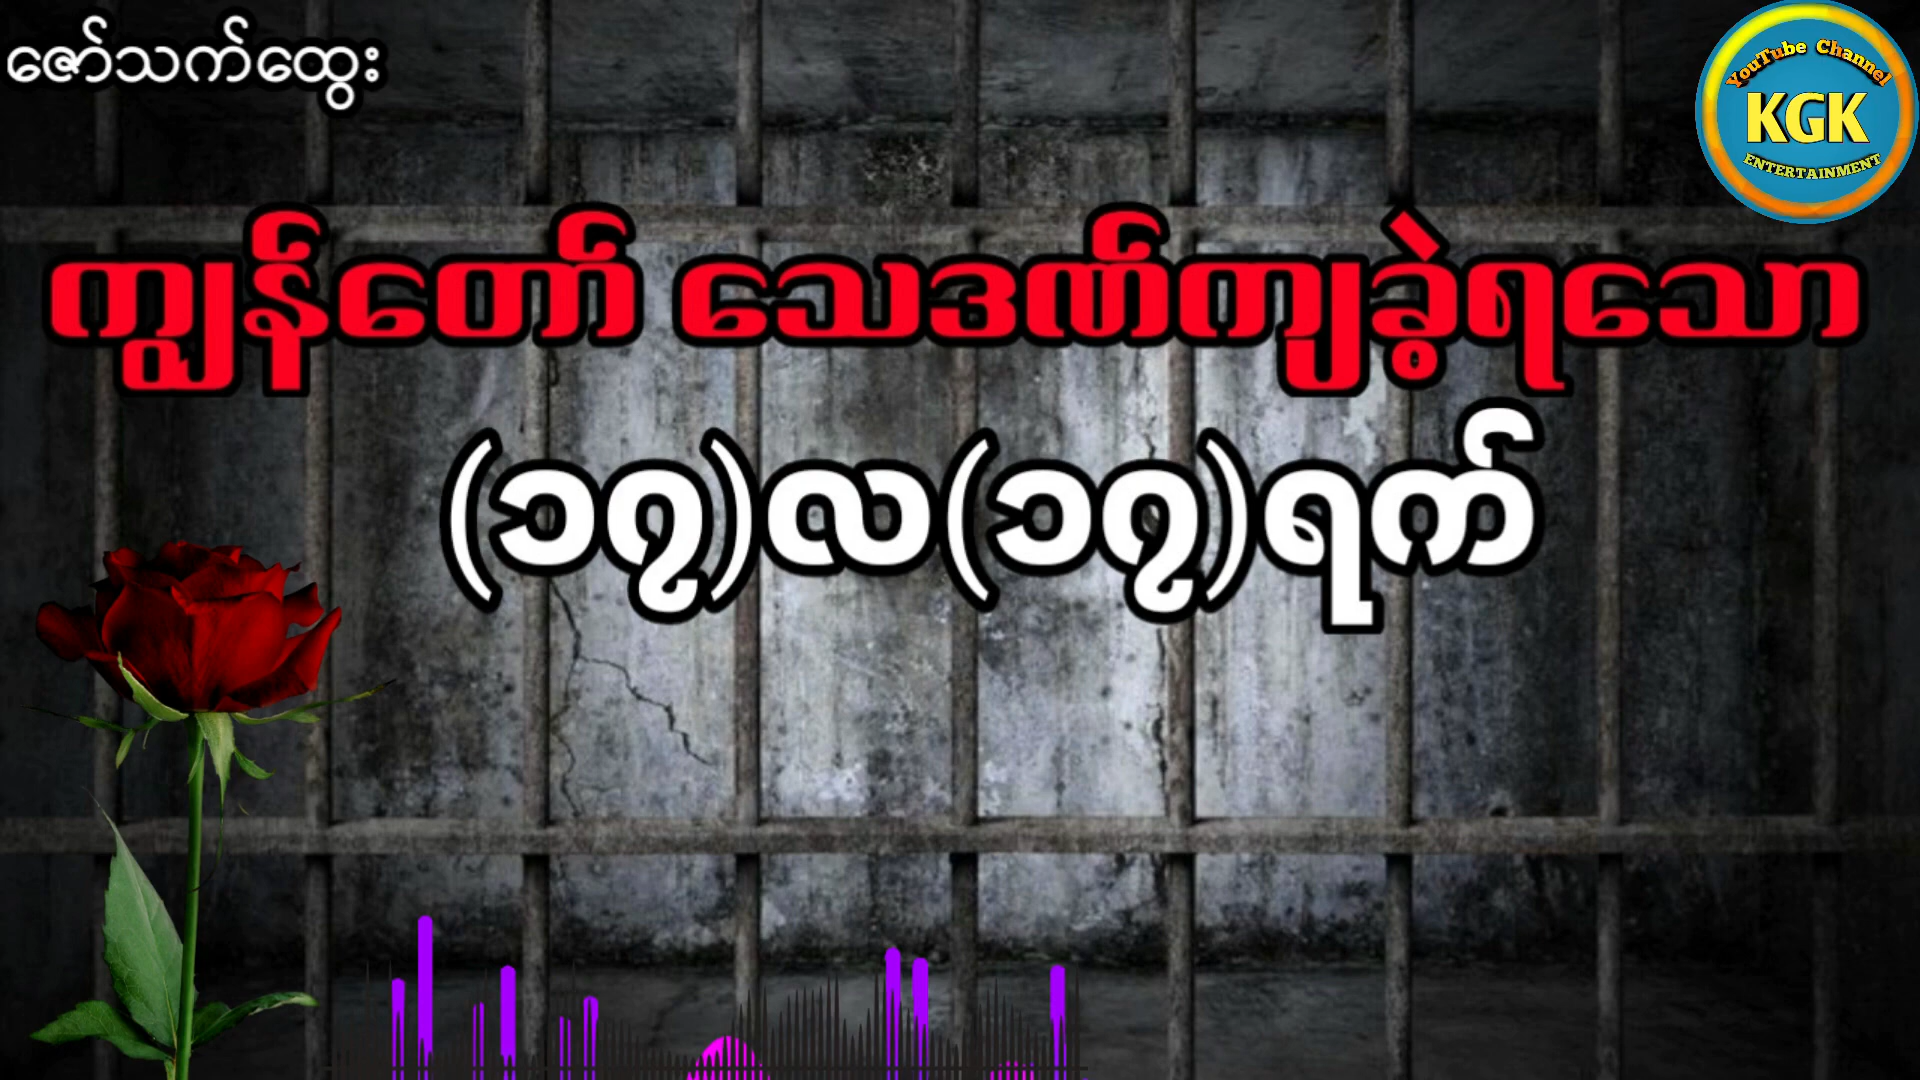 ဇော်သက်ထွေး
YouTube Channel
KGK
ENTERTAINMENT
ကျွန်တော် သေဒဏ်ကျခဲ့ရသော
(၁၇)လ(၁၇)ရက်